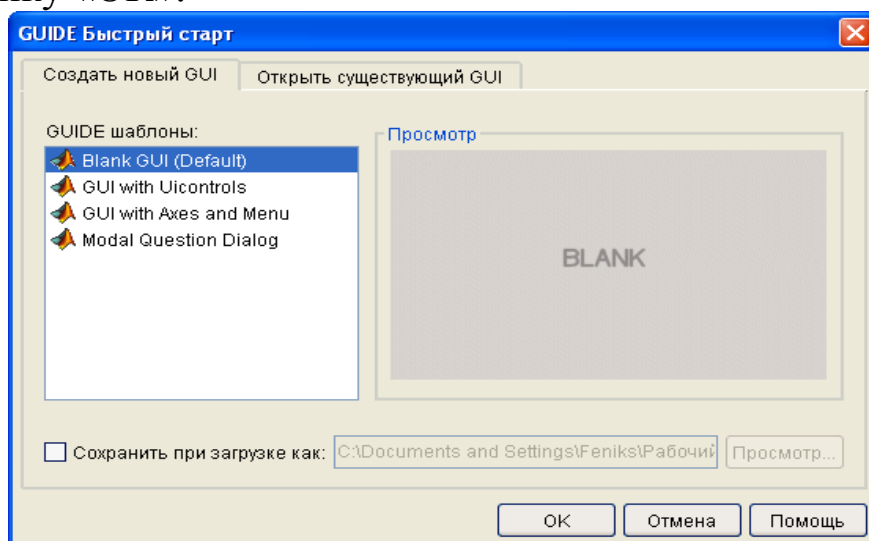 GUIDE Быстрый старт
Создать новый GUI Открыть существующий GUI
GUIDE шаблоны: Просмотр
Blank GUI (Default)
GUI with Uicontrols
GUI with Axes and Menu
Modal Question Dialog
BLANK
Сохранить при загрузке как: C:\Documents and Settings\Feniks\Рабочий Просмотр...
OK Отмена Помощь